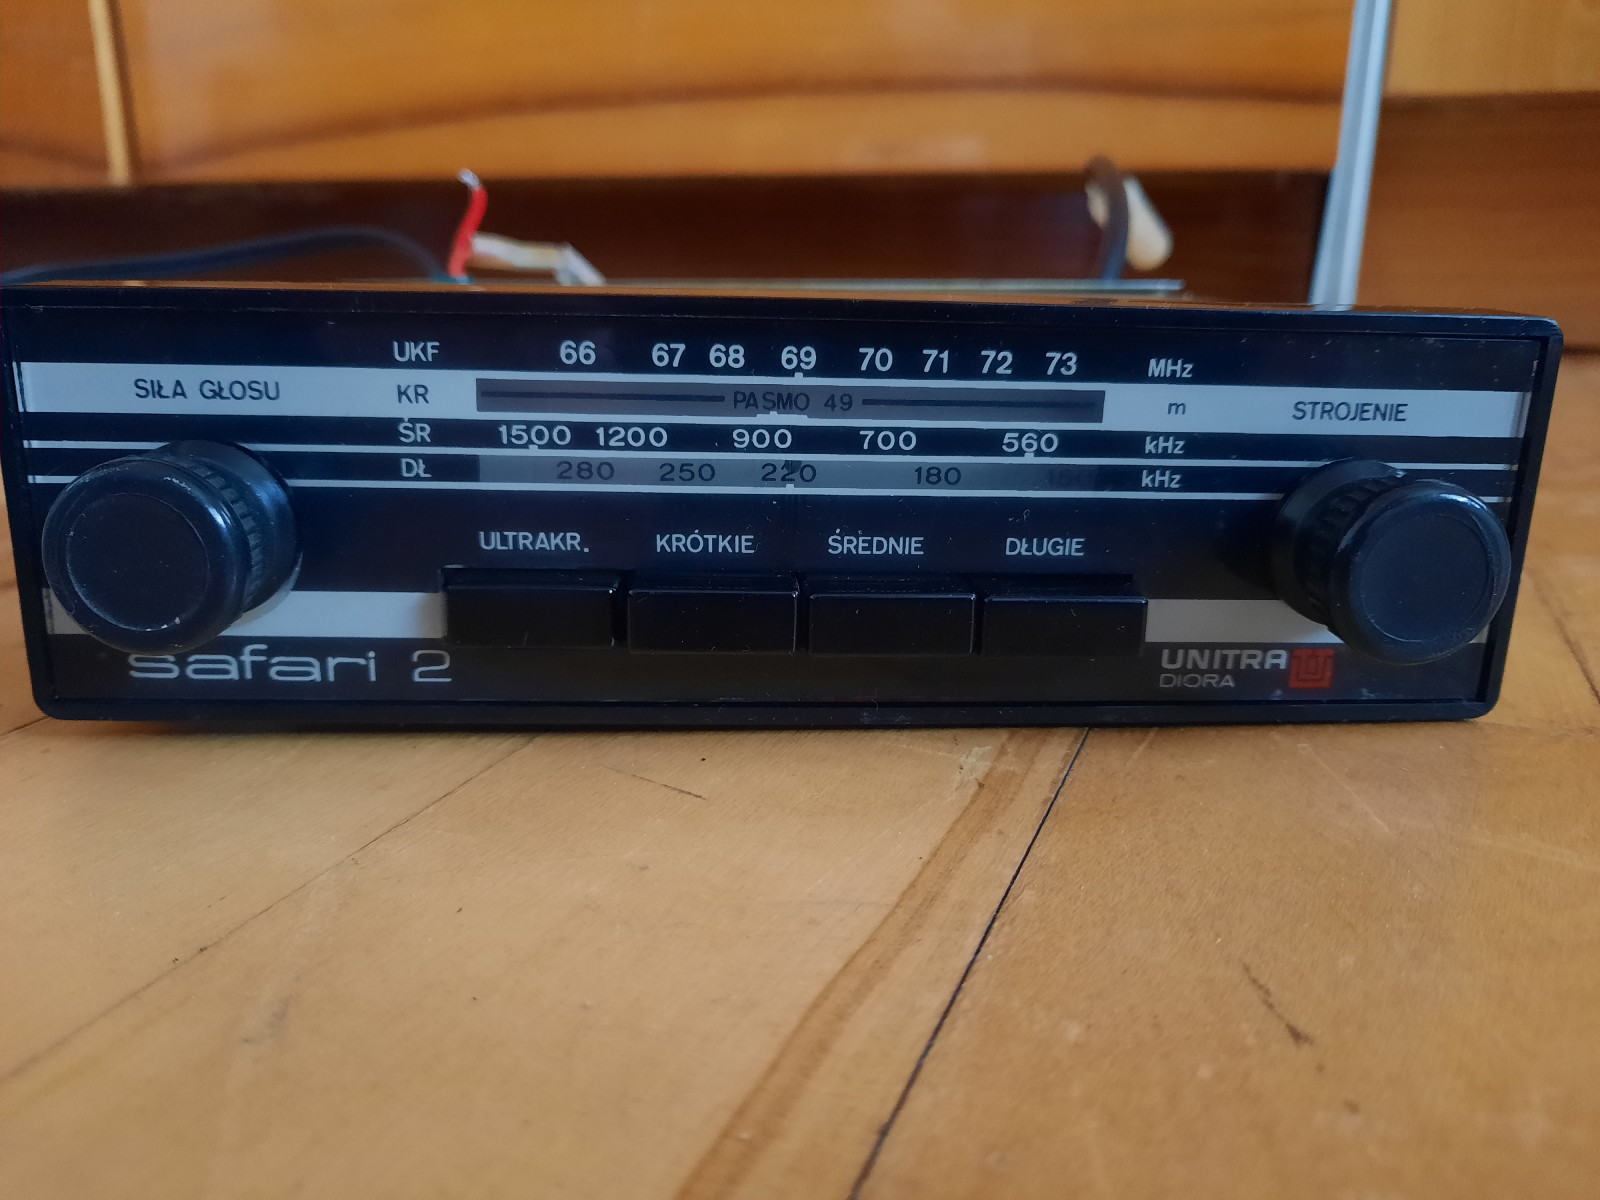 UKF 66 67 68 69 70 71 72 73 MHz
SIŁA GŁOSU KR PASMO 49 m STROJENIE
ŚR 1500 1200 900 700 560 kHz
DŁ 280 250 220 180 kHz
ULTRAKR. KRÓTKIE ŚREDNIE DŁUGIE
safari 2
UNITRA
DIORA